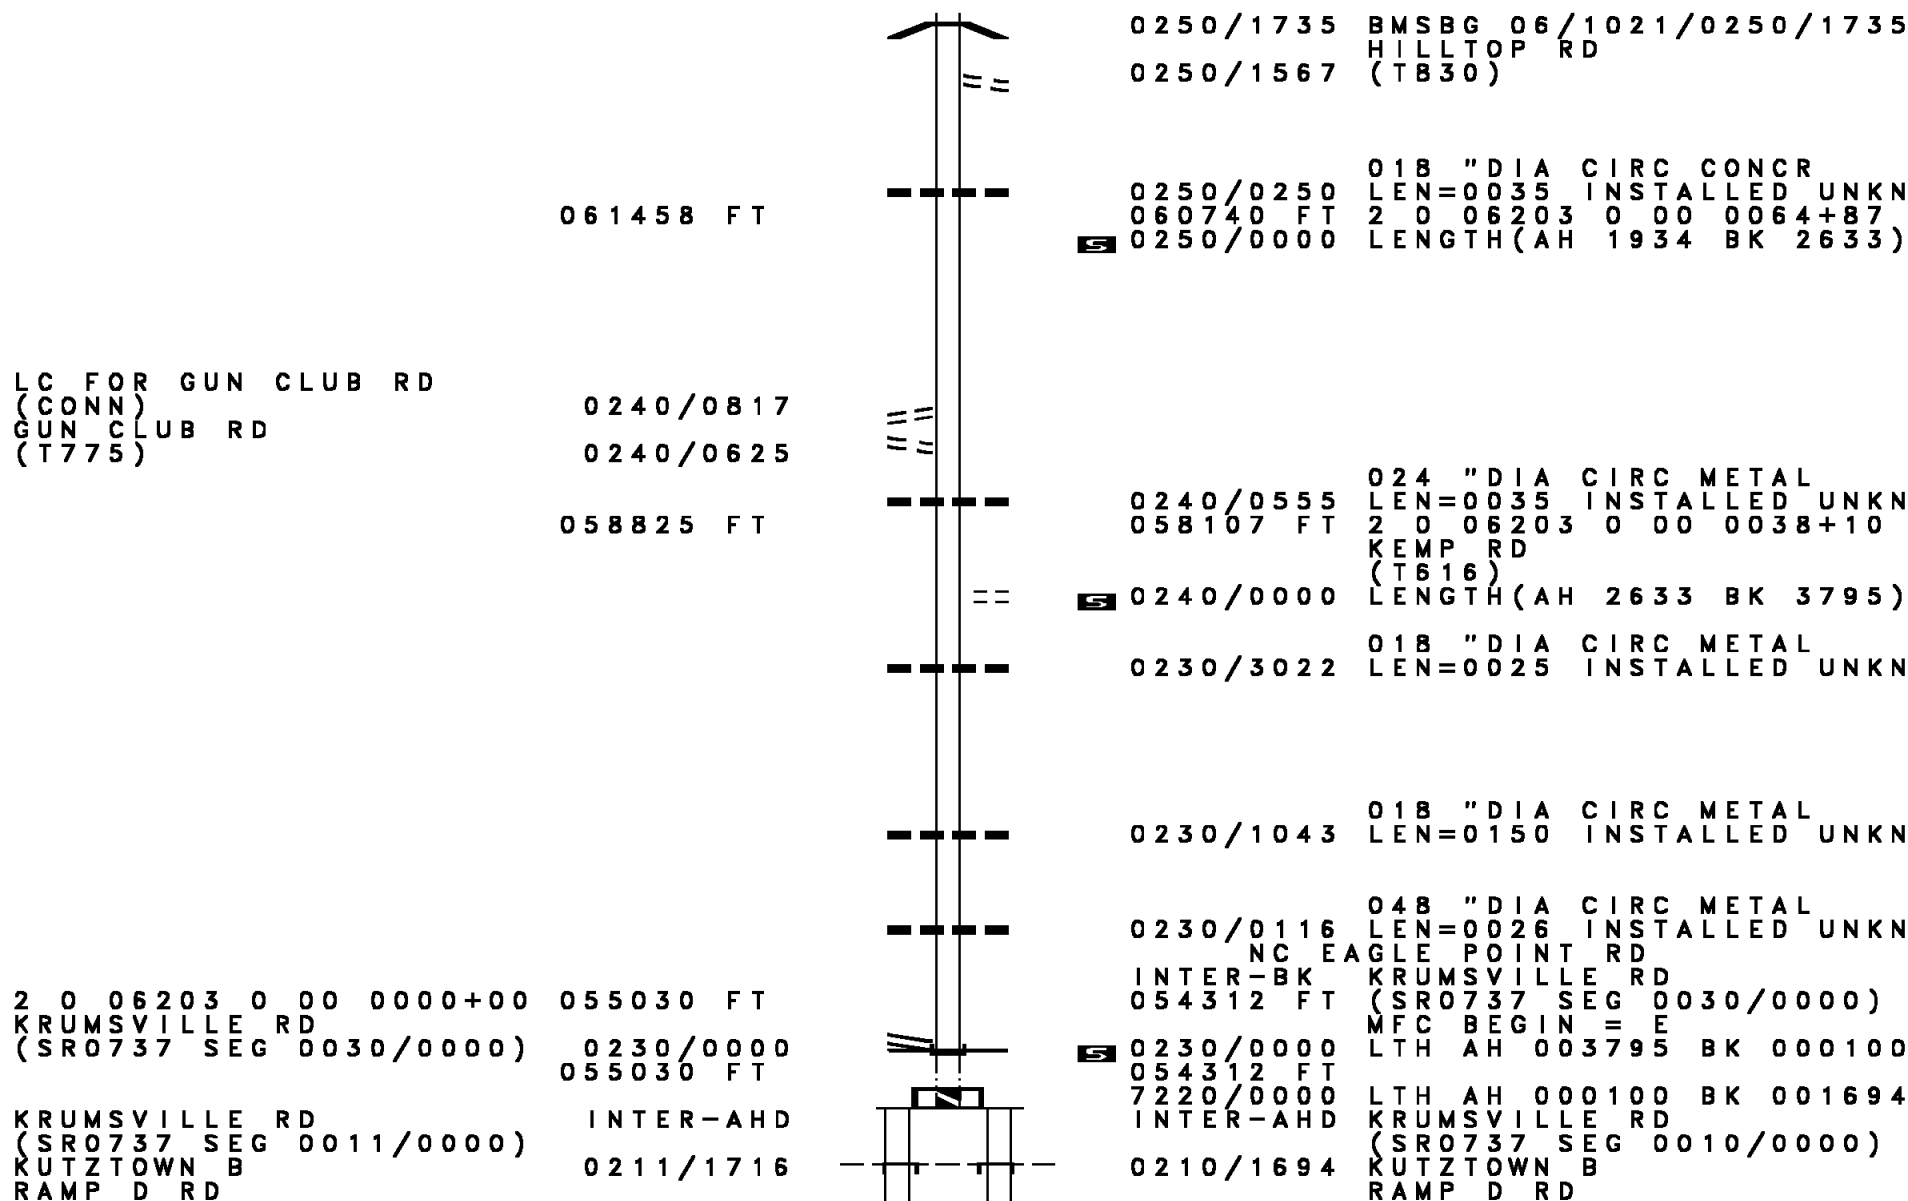 0250/1735 BMSBG 06/1021/0250/1735
HILLTOP RD
0250/1567 (T830)
018 "DIA CIRC CONCR
0250/0250 LEN=0035 INSTALLED UNKN
061458 FT 060740 FT 2 0 06203 0 00 0064+87
S 0250/0000 LENGTH(AH 1934 BK 2633)
LC FOR GUN CLUB RD
(CONN) 0240/0817
GUN CLUB RD
(T775) 0240/0625
024 "DIA CIRC METAL
0240/0555 LEN=0035 INSTALLED UNKN
058825 FT 058107 FT 2 0 06203 0 00 0038+10
KEMP RD
(T616)
S 0240/0000 LENGTH(AH 2633 BK 3795)
018 "DIA CIRC METAL
0230/3022 LEN=0025 INSTALLED UNKN
018 "DIA CIRC METAL
0230/1043 LEN=0150 INSTALLED UNKN
048 "DIA CIRC METAL
0230/0116 LEN=0026 INSTALLED UNKN
NC EAGLE POINT RD
INTER-BK KRUMSVILLE RD
2 0 06203 0 00 0000+00 055030 FT 054312 FT (SR0737 SEG 0030/0000)
KRUMSVILLE RD MFC BEGIN = E
(SR0737 SEG 0030/0000) 0230/0000 S 0230/0000 LTH AH 003795 BK 000100
055030 FT 054312 FT
7220/0000 LTH AH 000100 BK 001694
KRUMSVILLE RD INTER-AHD INTER-AHD KRUMSVILLE RD
(SR0737 SEG 0011/0000) (SR0737 SEG 0010/0000)
KUTZTOWN B 0211/1716 0210/1694 KUTZTOWN B
RAMP D RD RAMP D RD